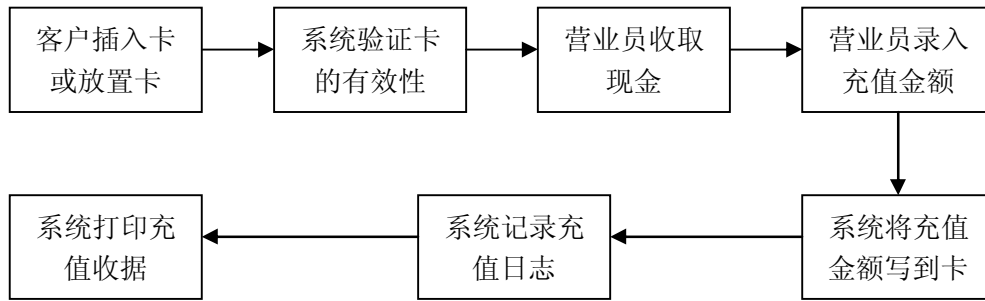 客户插入卡
或放置卡
系统验证卡
的有效性
营业员收取
现金
营业员录入
充值金额
系统将充值
金额写到卡
系统记录充
值日志
系统打印充
值收据